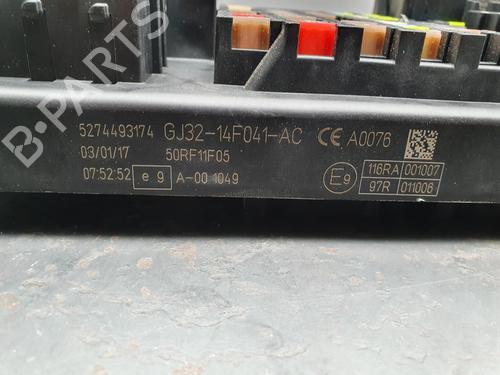 5274493174 GJ32-14F041-AC CE A0076
03/01/17 50RF11F05
07:52:52 e 9 A-00 1049
E9 116RA 001007
97R 011006
B-PARTS